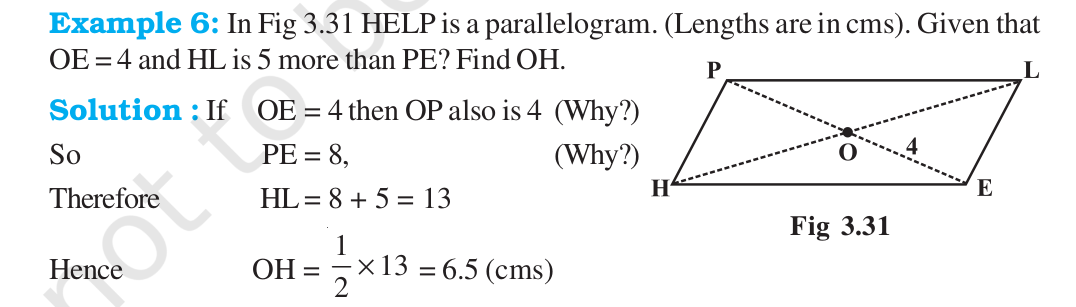 Example 6: In Fig 3.31 HELP is a parallelogram. (Lengths are in cms). Given that
OE = 4 and HL is 5 more than PE? Find OH.
Solution : If OE = 4 then OP also is 4 (Why?)
So PE = 8, (Why?)
Therefore HL = 8 + 5 = 13
Hence OH = 1/2 × 13 = 6.5 (cms)
P L
O 4
H E
Fig 3.31
not to b